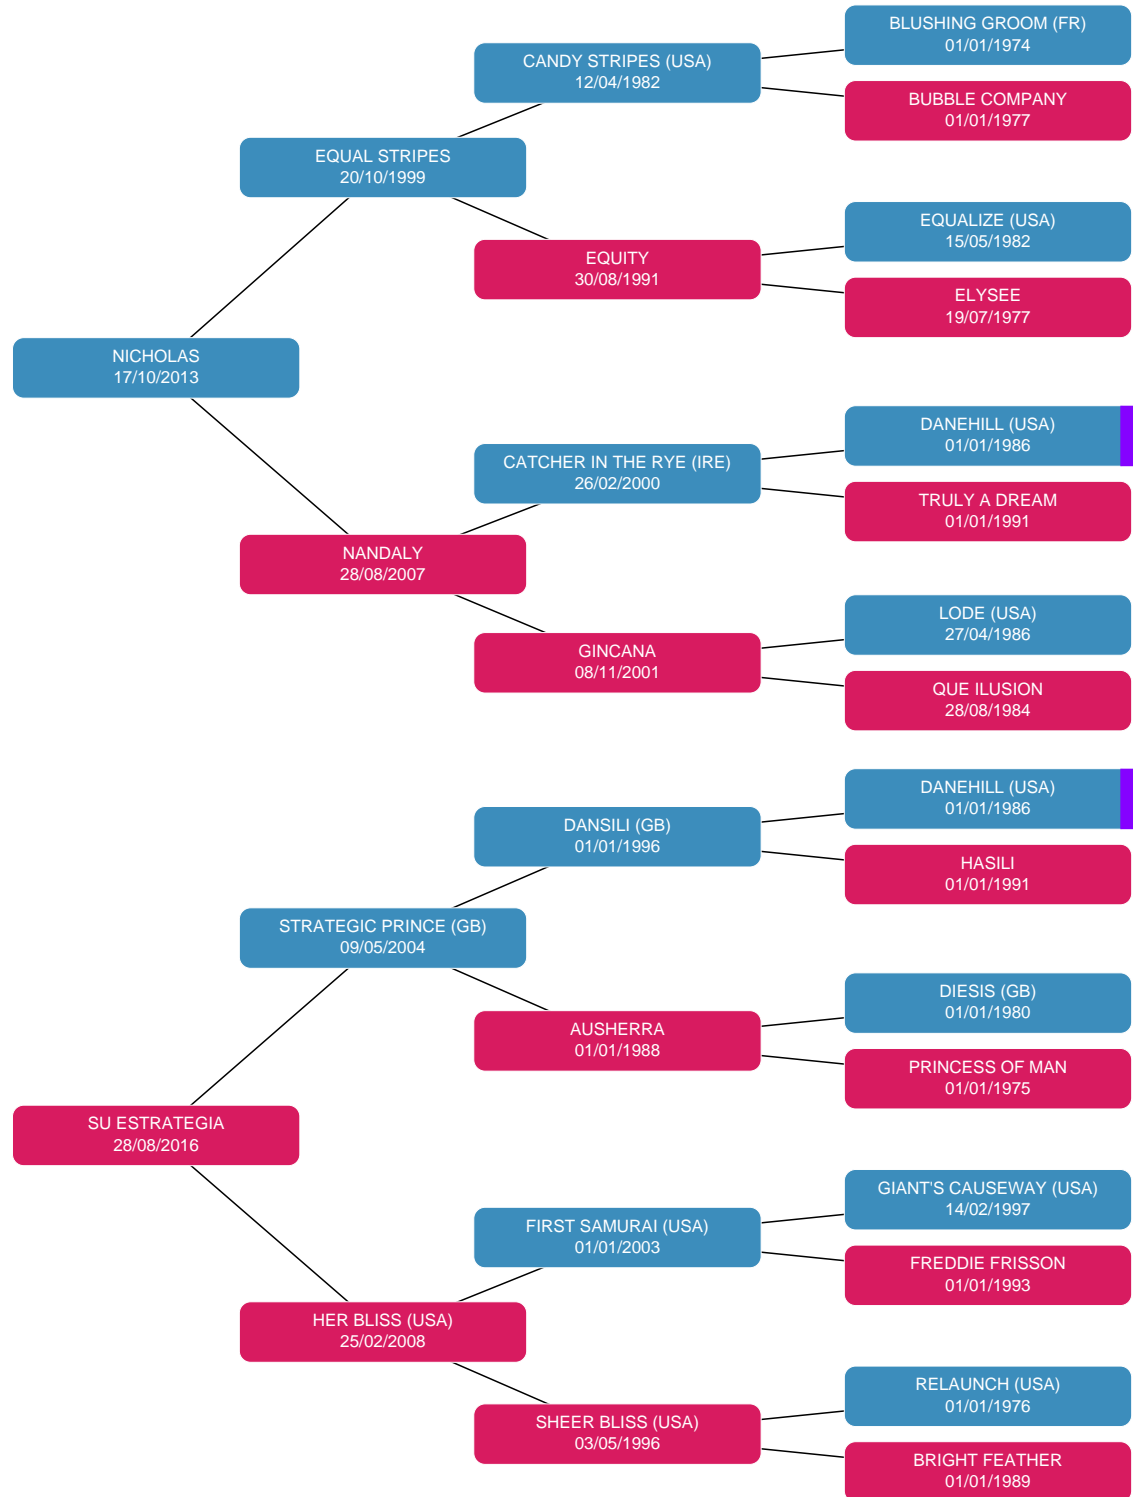 BLUSHING GROOM (FR)
01/01/1974
CANDY STRIPES (USA)
12/04/1982
BUBBLE COMPANY
01/01/1977
EQUAL STRIPES
20/10/1999
EQUALIZE (USA)
15/05/1982
EQUITY
30/08/1991
ELYSEE
19/07/1977
NICHOLAS
17/10/2013
DANEHILL (USA)
01/01/1986
CATCHER IN THE RYE (IRE)
26/02/2000
TRULY A DREAM
01/01/1991
NANDALY
28/08/2007
LODE (USA)
27/04/1986
GINCANA
08/11/2001
QUE ILUSION
28/08/1984
DANEHILL (USA)
01/01/1986
DANSILI (GB)
01/01/1996
HASILI
01/01/1991
STRATEGIC PRINCE (GB)
09/05/2004
DIESIS (GB)
01/01/1980
AUSHERRA
01/01/1988
PRINCESS OF MAN
01/01/1975
SU ESTRATEGIA
28/08/2016
GIANT'S CAUSEWAY (USA)
14/02/1997
FIRST SAMURAI (USA)
01/01/2003
FREDDIE FRISSON
01/01/1993
HER BLISS (USA)
25/02/2008
RELAUNCH (USA)
01/01/1976
SHEER BLISS (USA)
03/05/1996
BRIGHT FEATHER
01/01/1989